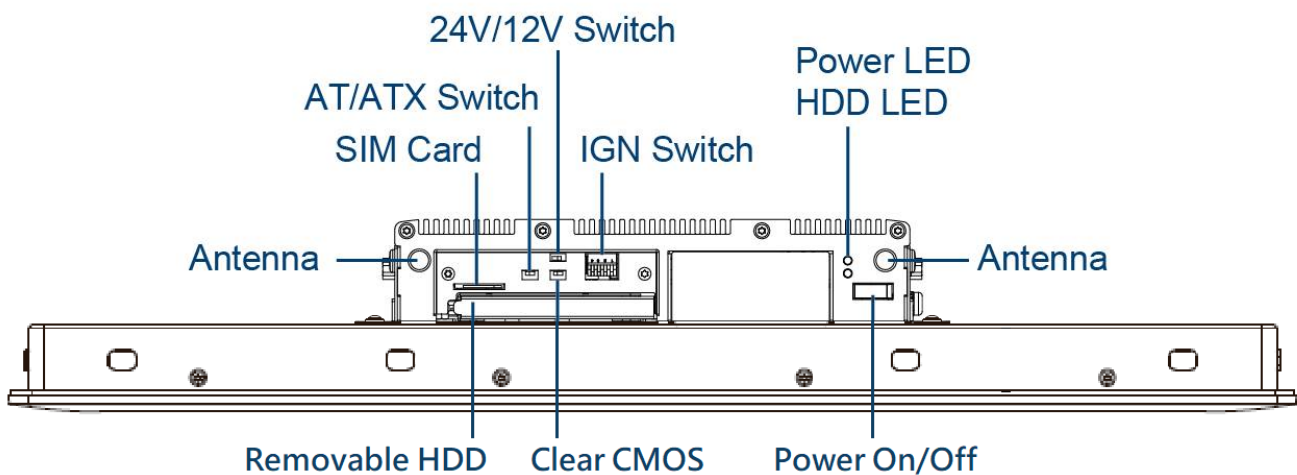 24V/12V Switch
Power LED
HDD LED
AT/ATX Switch
SIM Card
IGN Switch
Antenna
Antenna
Removable HDD
Clear CMOS
Power On/Off